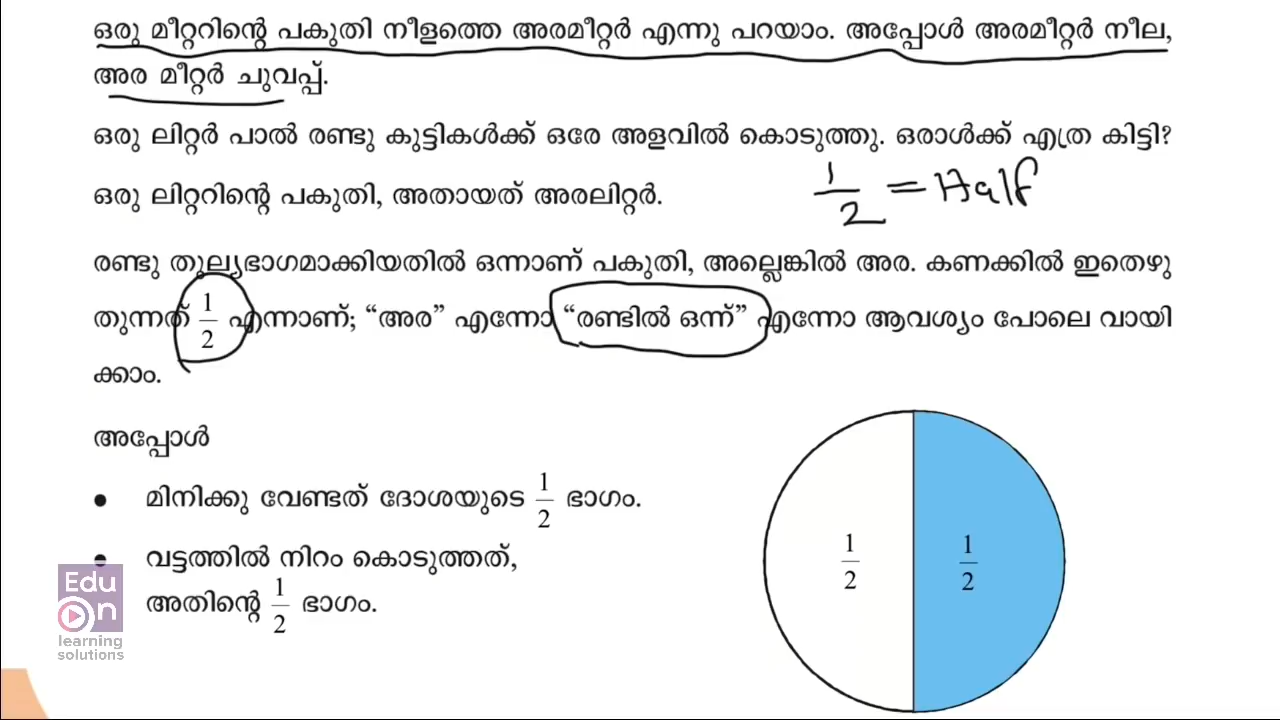 ഒരു മീറ്ററിന്റെ പകുതി നീളത്തെ അരമീറ്റർ എന്നു പറയാം. അപ്പോൾ അരമീറ്റർ നീല,
അര മീറ്റർ ചുവപ്പ്.
ഒരു ലിറ്റർ പാൽ രണ്ടു കുട്ടികൾക്ക് ഒരേ അളവിൽ കൊടുത്തു. ഒരാൾക്ക് എത്ര കിട്ടി?
ഒരു ലിറ്ററിന്റെ പകുതി, അതായത് അരലിറ്റർ.
1/2 = Half
രണ്ടു തുല്യഭാഗമാക്കിയതിൽ ഒന്നാണ് പകുതി, അല്ലെങ്കിൽ അര. കണക്കിൽ ഇതെഴു
തുന്നത് 1/2 എന്നാണ്; “അര” എന്നോ “രണ്ടിൽ ഒന്ന്” എന്നോ ആവശ്യം പോലെ വായി
ക്കാം.
അപ്പോൾ
● മിനിക്കു വേണ്ടത് ദോശയുടെ 1/2 ഭാഗം.
● വട്ടത്തിൽ നിറം കൊടുത്തത്,
അതിന്റെ 1/2 ഭാഗം.
1/2 1/2
Edu
On
learning
solutions